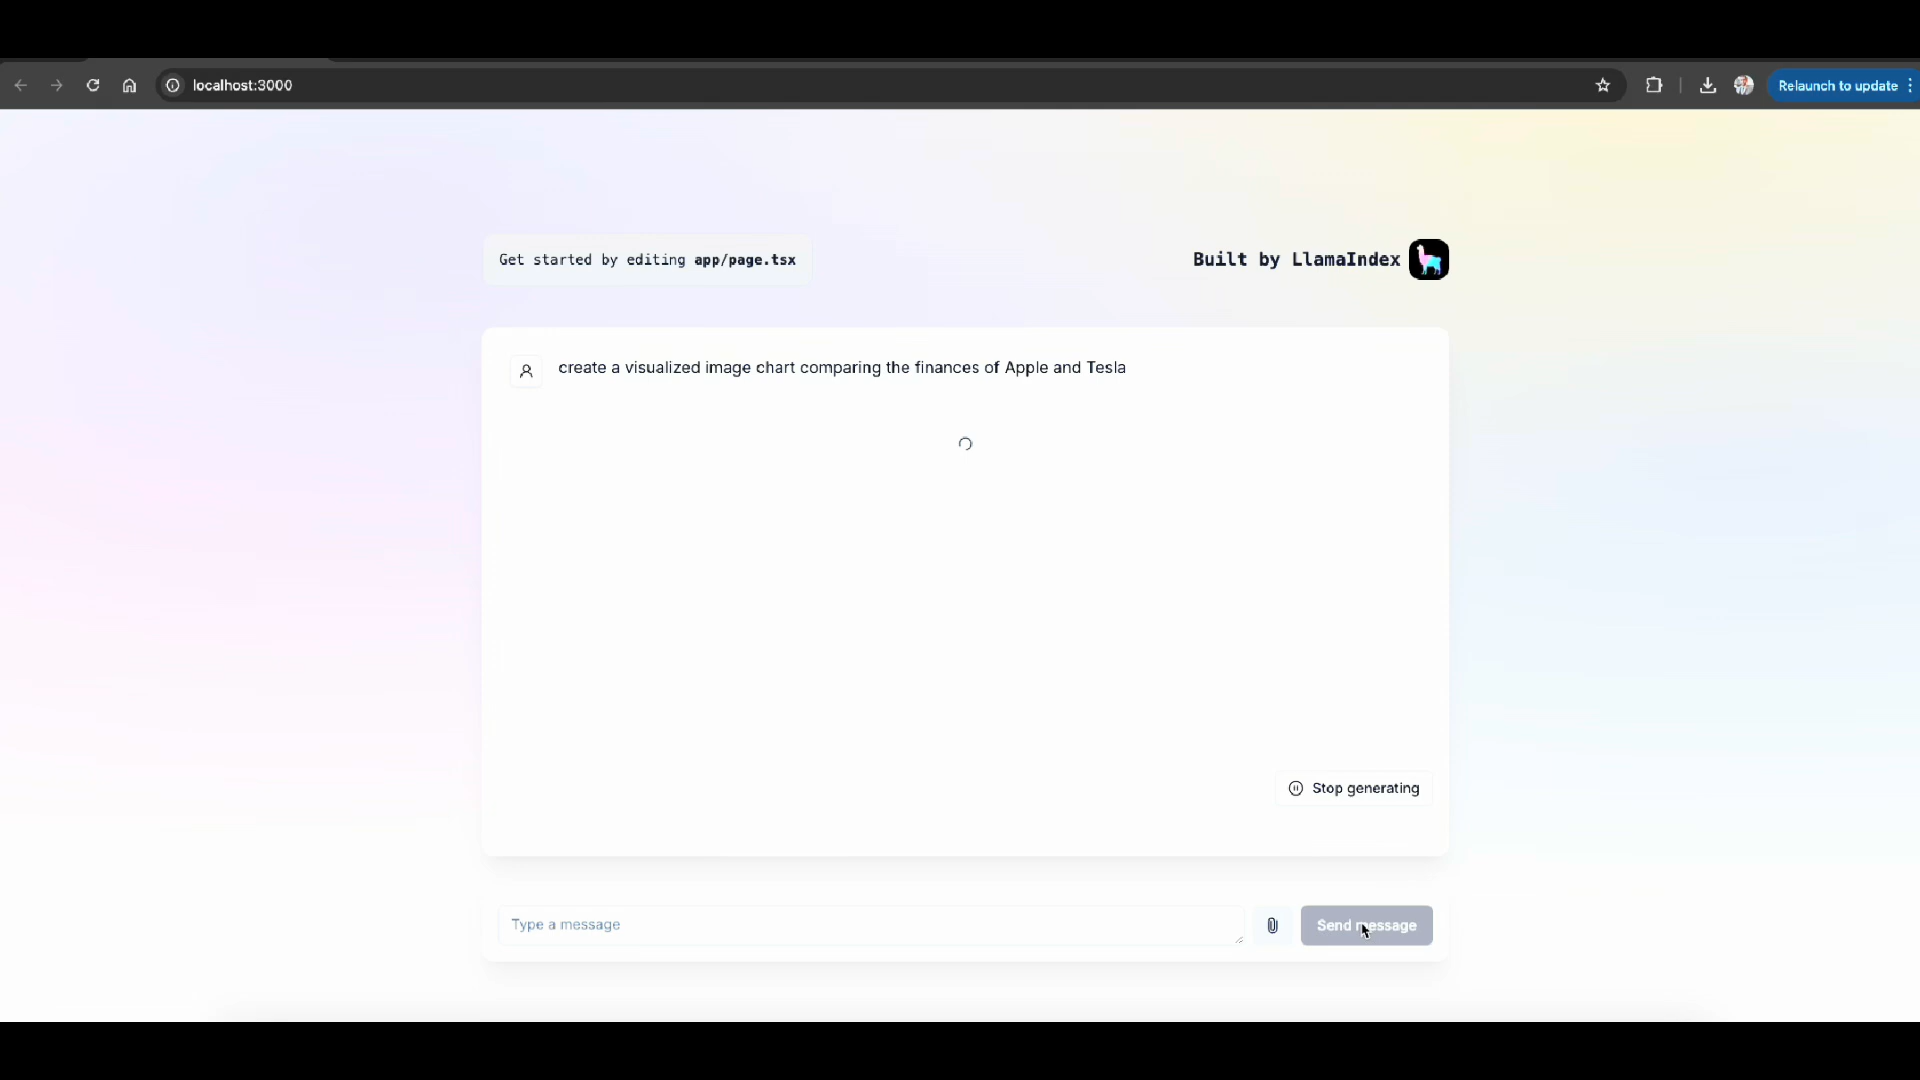 localhost:3000
Relaunch to update
Get started by editing app/page.tsx
Built by LlamaIndex
create a visualized image chart comparing the finances of Apple and Tesla
Stop generating
Type a message
Send message